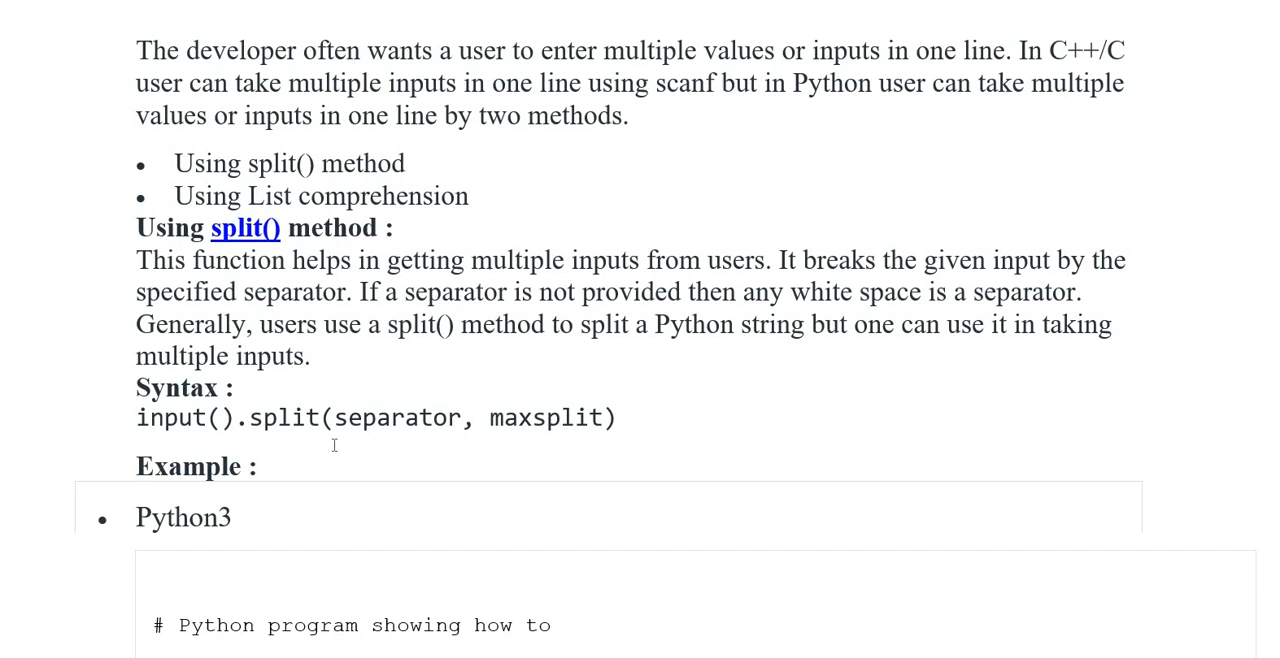 The developer often wants a user to enter multiple values or inputs in one line. In C++/C
user can take multiple inputs in one line using scanf but in Python user can take multiple
values or inputs in one line by two methods.
• Using split() method
• Using List comprehension
Using split() method :
This function helps in getting multiple inputs from users. It breaks the given input by the
specified separator. If a separator is not provided then any white space is a separator.
Generally, users use a split() method to split a Python string but one can use it in taking
multiple inputs.
Syntax :
input().split(separator, maxsplit)
Example :
• Python3
# Python program showing how to